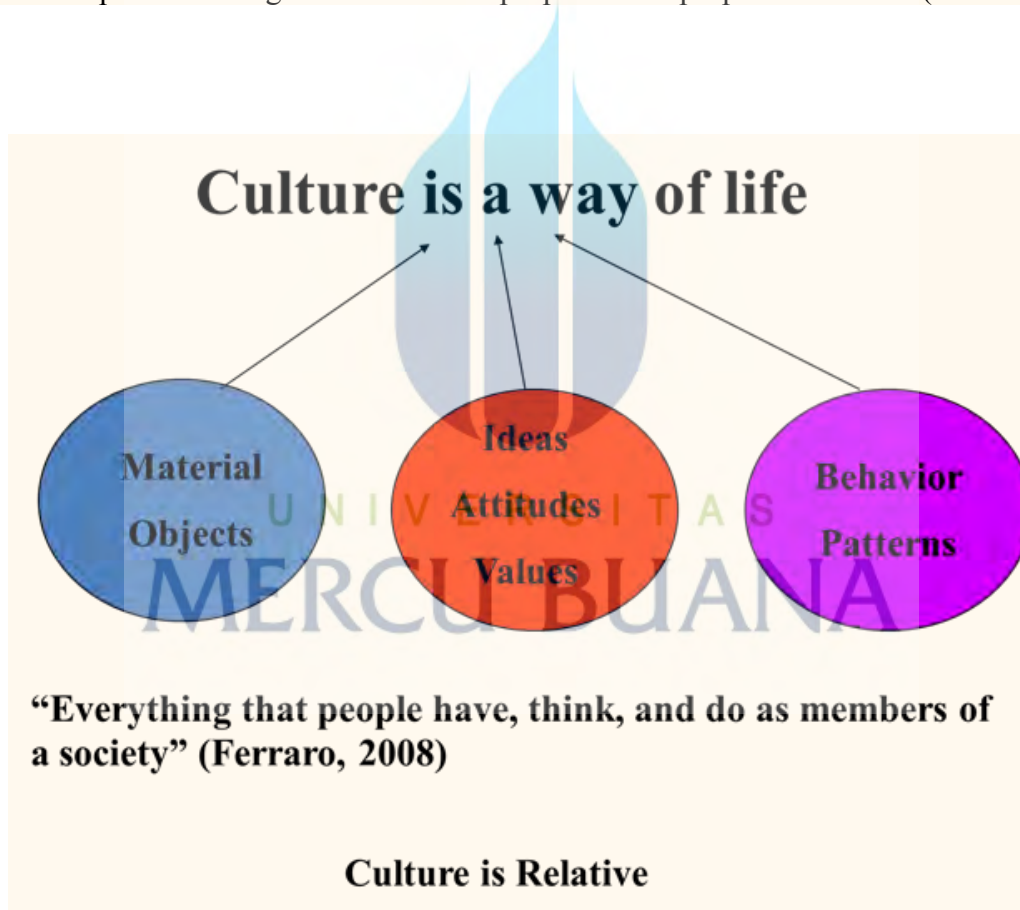 Culture is a way of life
Material
Objects
Ideas
Attitudes
Values
Behavior
Patterns
UNIVERSITAS
MERCU BUANA
“Everything that people have, think, and do as members of
a society” (Ferraro, 2008)
Culture is Relative